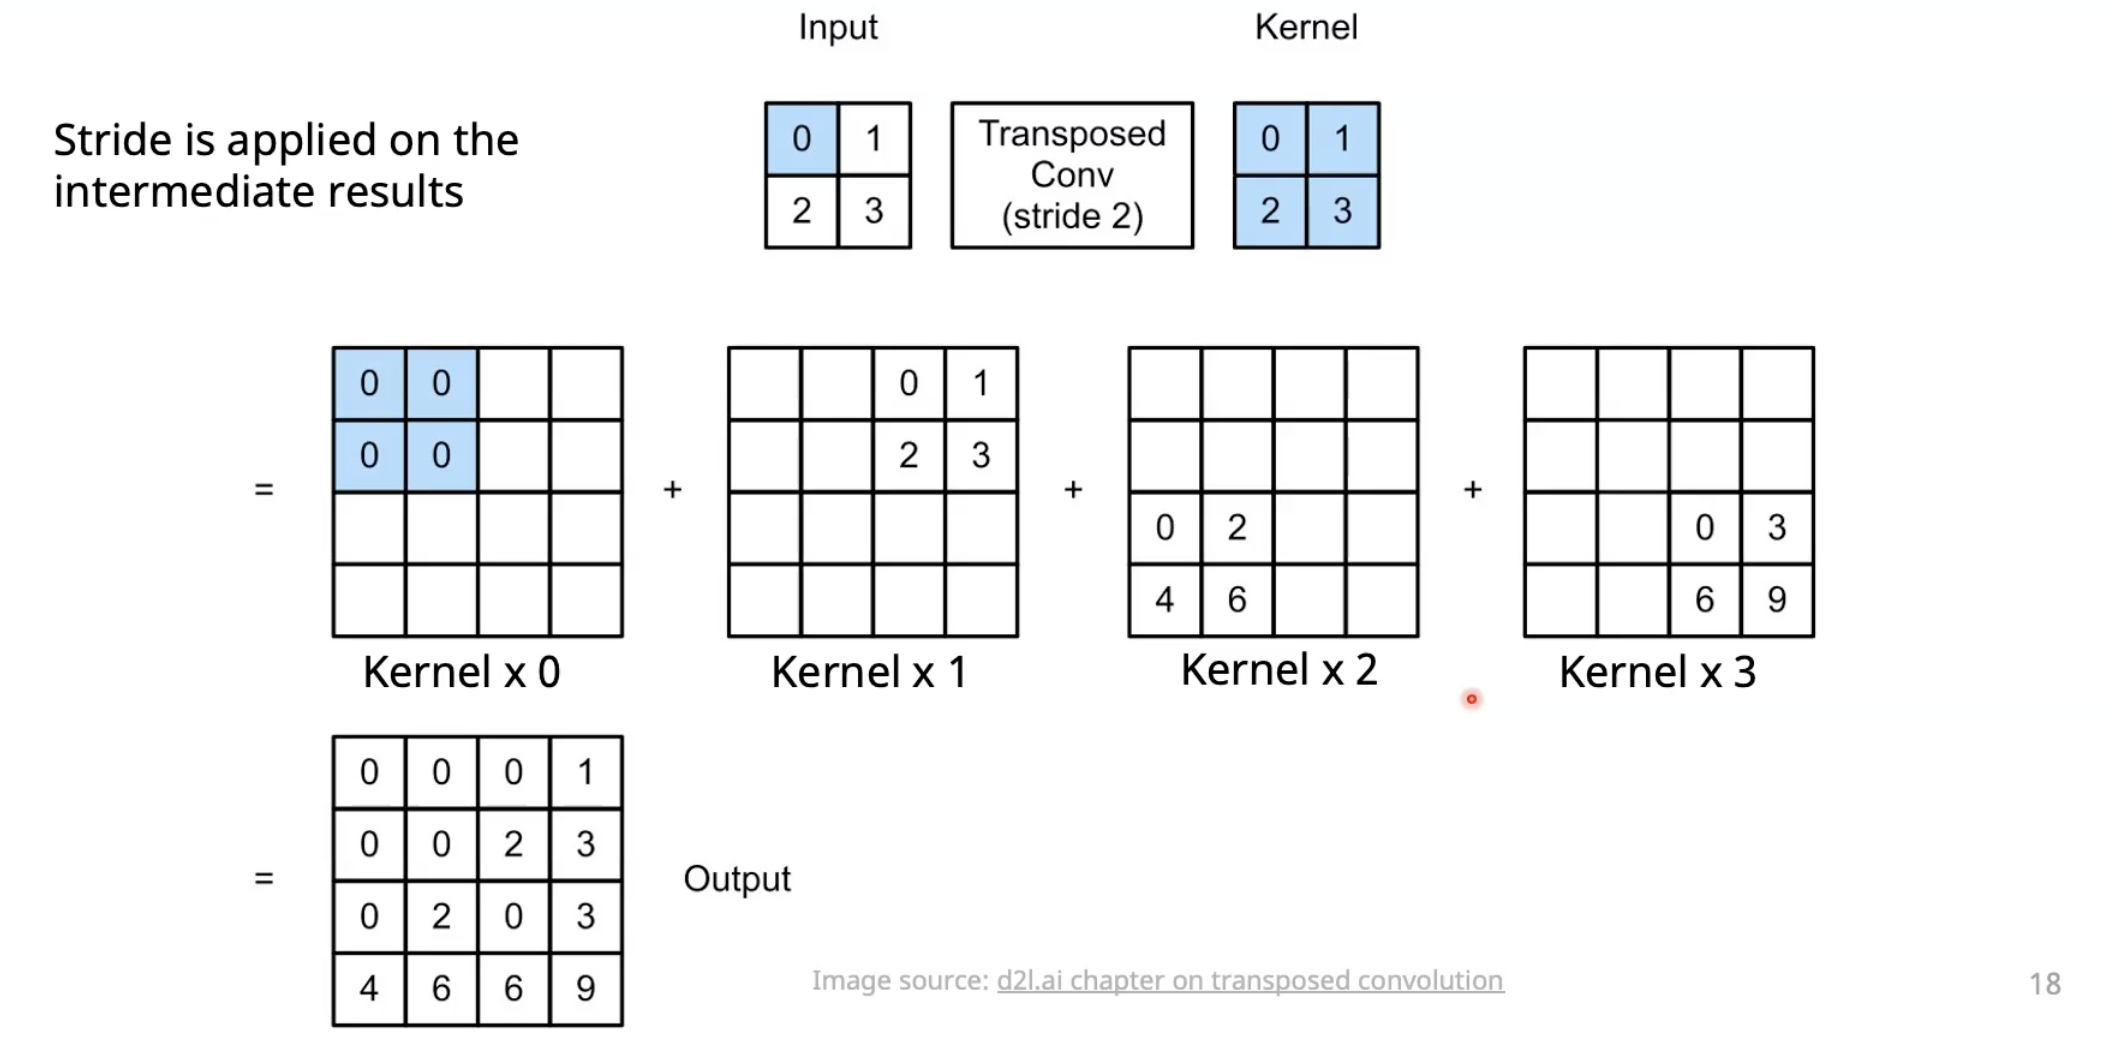 Input
Kernel
Stride is applied on the
intermediate results
0 1
2 3
Transposed
Conv
(stride 2)
0 1
2 3
=
0 0
0 0
+
0 1
2 3
+
0 2
4 6
+
0 3
6 9
Kernel x 0
Kernel x 1
Kernel x 2
Kernel x 3
=
0 0 0 1
0 0 2 3
0 2 0 3
4 6 6 9
Output
Image source: d2l.ai chapter on transposed convolution
18